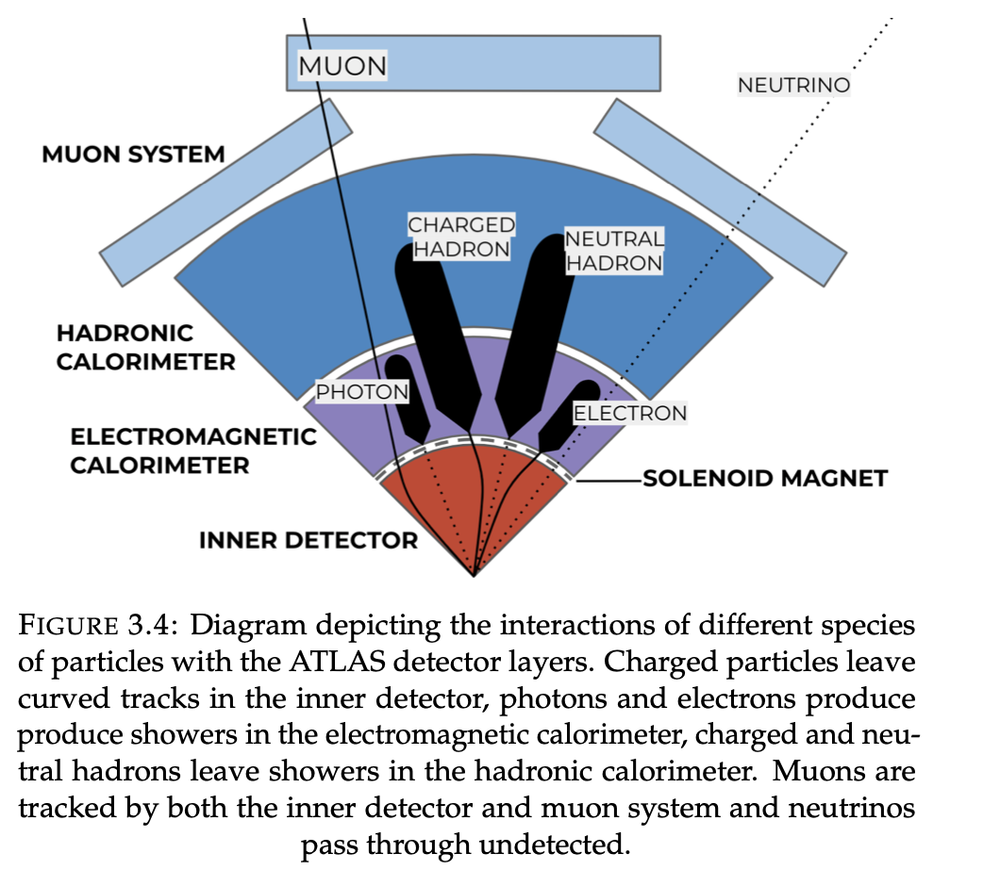 MUON
NEUTRINO
MUON SYSTEM
CHARGED
HADRON
NEUTRAL
HADRON
HADRONIC
CALORIMETER
PHOTON
ELECTRON
ELECTROMAGNETIC
CALORIMETER
SOLENOID MAGNET
INNER DETECTOR
FIGURE 3.4: Diagram depicting the interactions of different species
of particles with the ATLAS detector layers. Charged particles leave
curved tracks in the inner detector, photons and electrons produce
produce showers in the electromagnetic calorimeter, charged and neu-
tral hadrons leave showers in the hadronic calorimeter. Muons are
tracked by both the inner detector and muon system and neutrinos
pass through undetected.